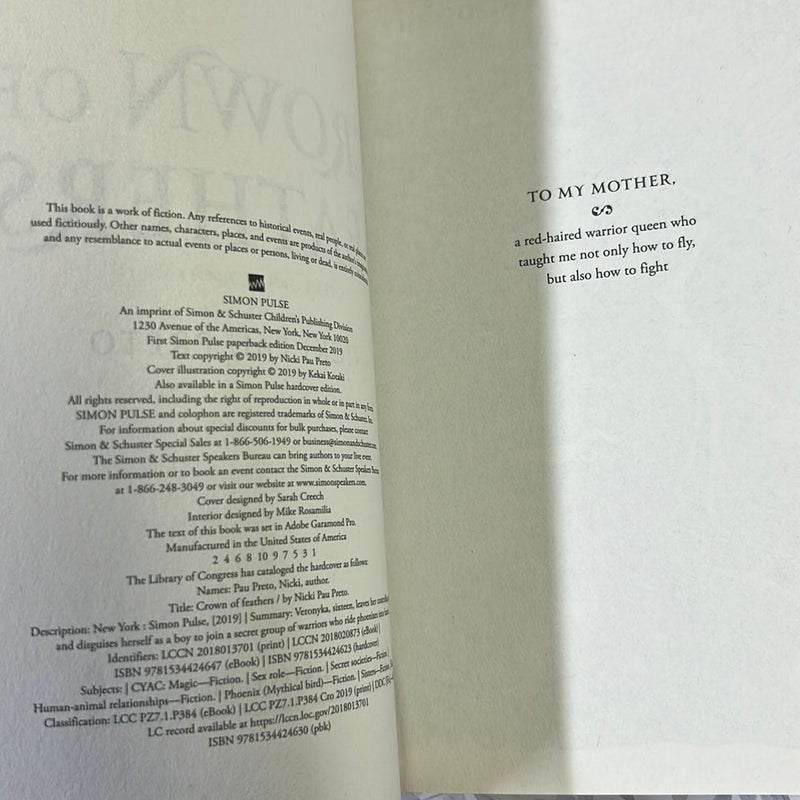 This book is a work of fiction. Any references to historical events, real people, or real places are
used fictitiously. Other names, characters, places, and events are products of the author's
and any resemblance to actual events or places or persons, living or dead, is entirely
SIMON PULSE
An imprint of Simon & Schuster Children's Publishing Division
1230 Avenue of the Americas, New York, New York 10020
First Simon Pulse paperback edition December 2019
Text copyright © 2019 by Nicki Pau Preto
Cover illustration copyright © 2019 by Kekai Kotaki
Also available in a Simon Pulse hardcover edition.
All rights reserved, including the right of reproduction in whole or in part in any form.
SIMON PULSE and colophon are registered trademarks of Simon & Schuster, Inc.
For information about special discounts for bulk purchases, please contact
Simon & Schuster Special Sales at 1-866-506-1949 or business@simonandschuster.com.
The Simon & Schuster Speakers Bureau can bring authors to your live event.
For more information or to book an event contact the Simon & Schuster Speakers Bureau
at 1-866-248-3049 or visit our website at www.simonspeakers.com.
Cover designed by Sarah Creech
Interior designed by Mike Rosamilia
The text of this book was set in Adobe Garamond Pro.
Manufactured in the United States of America
2 4 6 8 10 9 7 5 3 1
The Library of Congress has cataloged the hardcover as follows:
Names: Pau Preto, Nicki, author.
Title: Crown of feathers / by Nicki Pau Preto.
Description: New York : Simon Pulse, [2019] | Summary: Veronyka, sixteen, leaves her
and disguises herself as a boy to join a secret group of warriors who ride phoenixes into
Identifiers: LCCN 2018013701 (print) | LCCN 2018020873 (eBook) |
ISBN 9781534424647 (eBook) | ISBN 9781534424623 (hardcover)
Subjects: | CYAC: Magic—Fiction. | Sex role—Fiction. | Secret societies—Fiction. |
Human-animal relationships—Fiction. | Phoenix (Mythical bird)—Fiction. | Sisters—Fiction.
Classification: LCC PZ7.1.P384 (eBook) | LCC PZ7.1.P384 Cro 2019 (print) | DDC
LC record available at https://lccn.loc.gov/2018013701
ISBN 9781534424630 (pbk)
TO MY MOTHER,
a red-haired warrior queen who
taught me not only how to fly,
but also how to fight